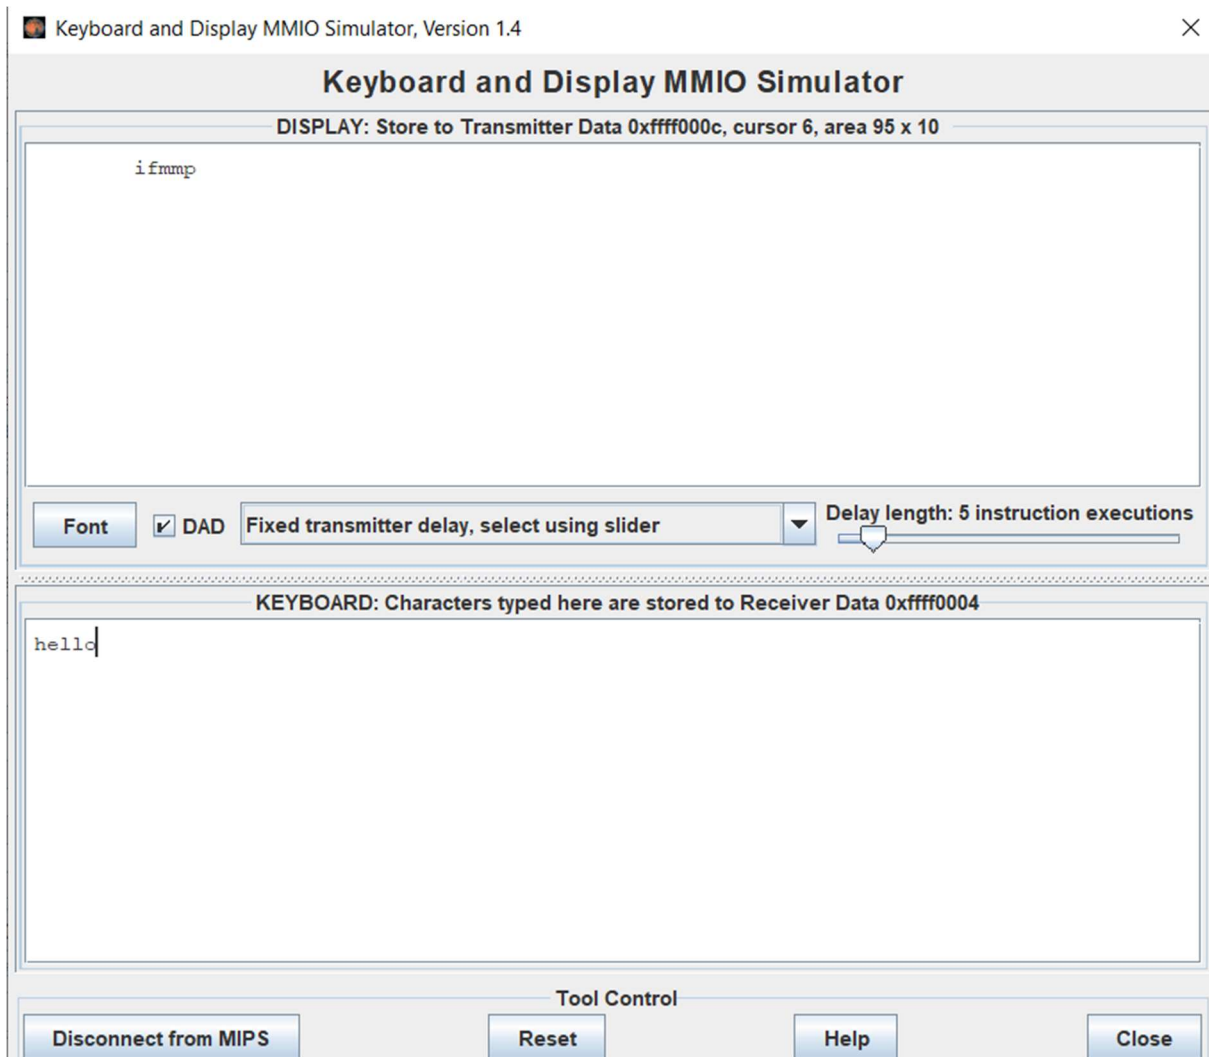 Keyboard and Display MMIO Simulator, Version 1.4
Keyboard and Display MMIO Simulator
DISPLAY: Store to Transmitter Data 0xffff000c, cursor 6, area 95 x 10
ifmmp
Font DAD Fixed transmitter delay, select using slider Delay length: 5 instruction executions
KEYBOARD: Characters typed here are stored to Receiver Data 0xffff0004
hello
Tool Control
Disconnect from MIPS Reset Help Close